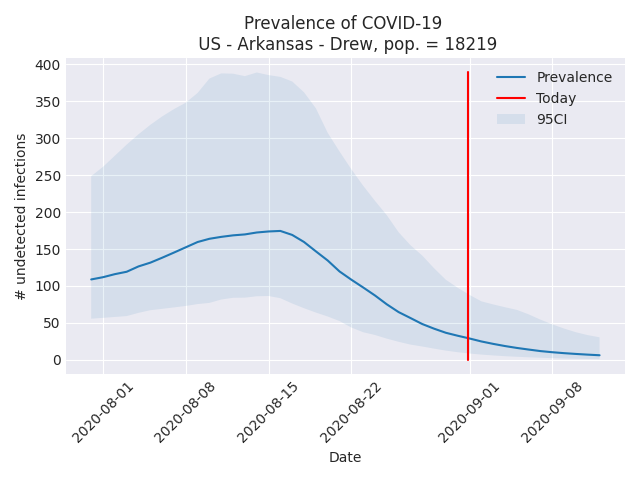 Prevalence of COVID-19
US - Arkansas - Drew, pop. = 18219
400
350
300
250
200
150
100
50
0
# undetected infections
Prevalence
Today
95CI
2020-08-01
2020-08-08
2020-08-15
2020-08-22
2020-09-01
2020-09-08
Date